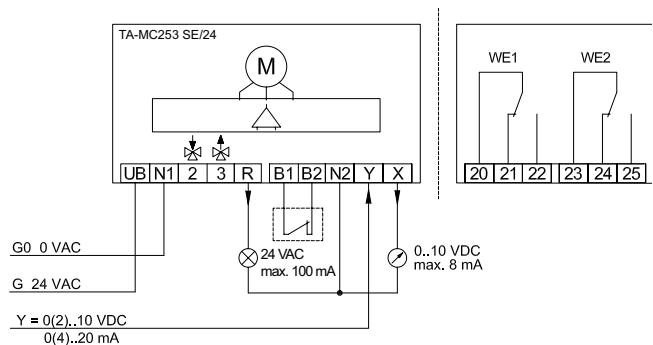 TA-MC253 SE/24
M
WE1 WE2
UB N1 2 3 R B1 B2 N2 Y X
20 21 22 23 24 25
24 VAC
max. 100 mA
0..10 VDC
max. 8 mA
G0 0 VAC
G 24 VAC
Y = 0(2)..10 VDC
0(4)..20 mA